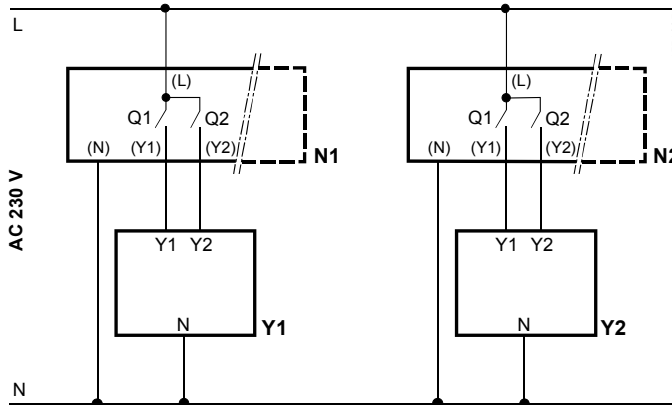 L
(L) (L)
Q1 Q2 Q1 Q2
(N) (Y1) (Y2) N1 (N) (Y1) (Y2) N2
AC 230 V
Y1 Y2 Y1 Y2
N Y1 N Y2
N